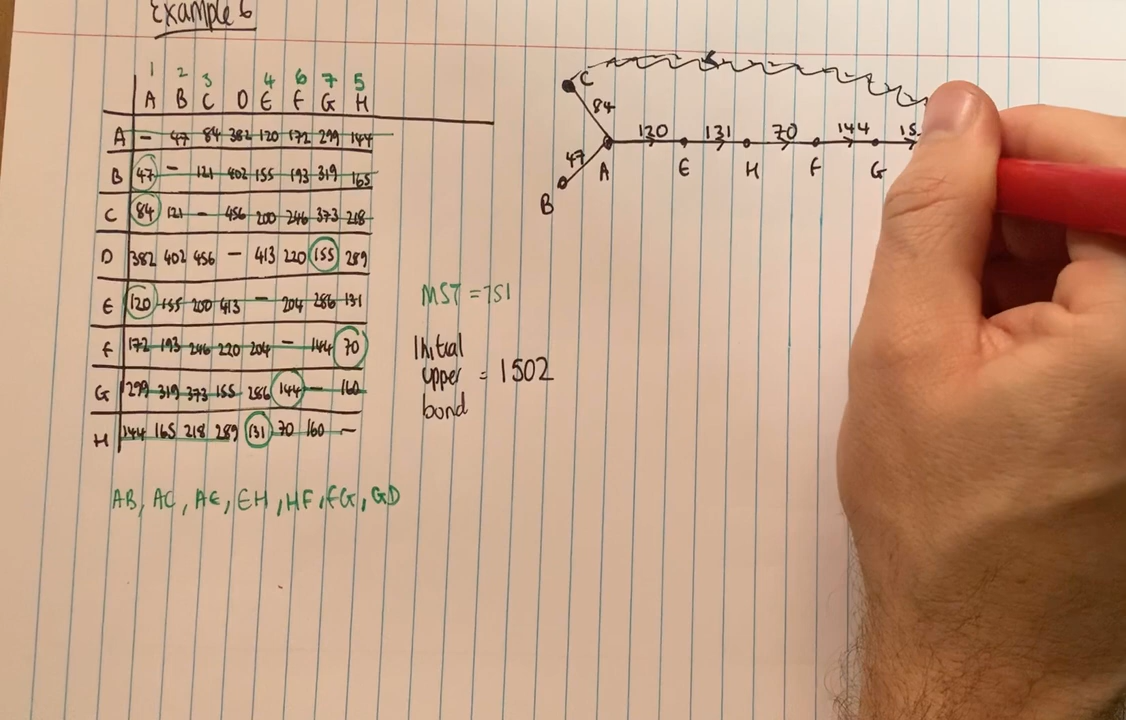 Example 6
1 2 3 4 6 7 5
A B C D E F G H
A - 47 84 382 120 172 299 144
B 47 - 121 402 155 193 319 165
C 84 121 - 456 200 246 373 218
D 382 402 456 - 413 220 155 289
E 120 155 200 413 - 204 286 131
F 172 193 246 220 204 - 144 70
G 299 319 373 155 286 144 - 160
H 144 165 218 289 131 70 160 -
AB, AC, AE, EH, HF, FG, GD
MST = 751
Initial
upper = 1502
bond
C
84
120 131 70 144 15
47
A E H F G
B